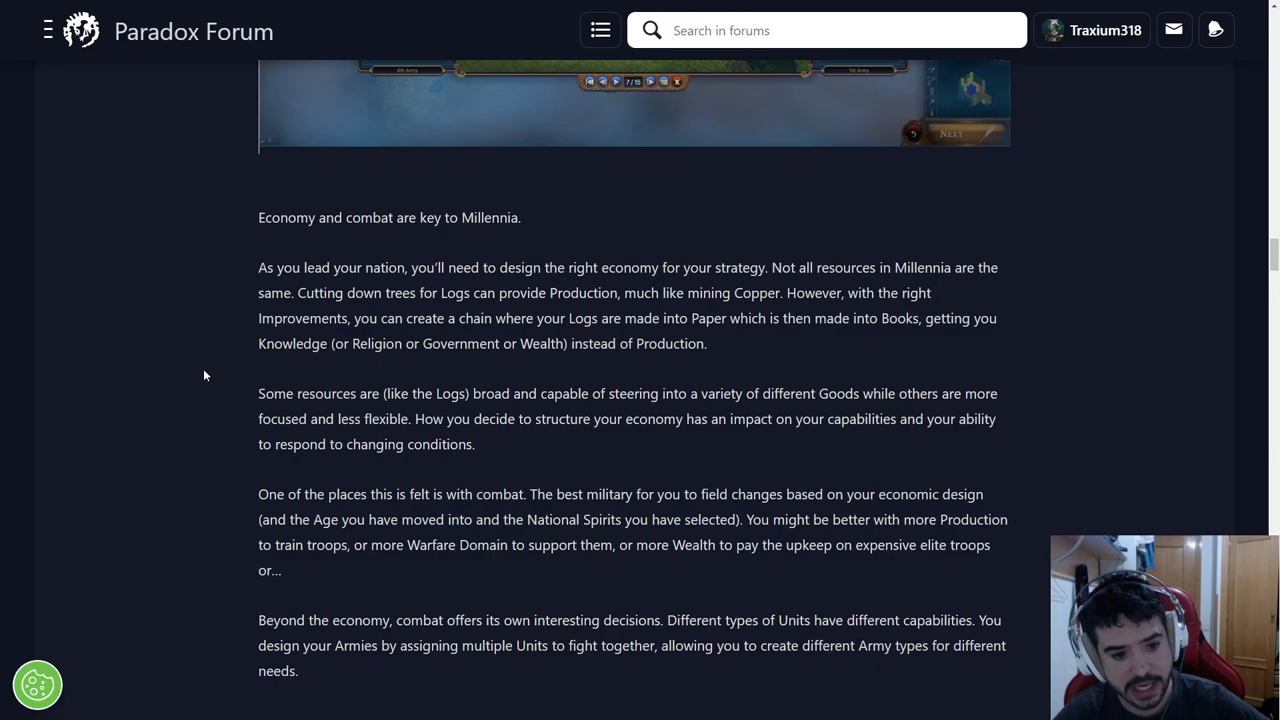 Paradox Forum
Search in forums
Traxium318
4th Army
1st Army
7/15
NEXT
Economy and combat are key to Millennia.
As you lead your nation, you’ll need to design the right economy for your strategy. Not all resources in Millennia are the
same. Cutting down trees for Logs can provide Production, much like mining Copper. However, with the right
Improvements, you can create a chain where your Logs are made into Paper which is then made into Books, getting you
Knowledge (or Religion or Government or Wealth) instead of Production.
Some resources are (like the Logs) broad and capable of steering into a variety of different Goods while others are more
focused and less flexible. How you decide to structure your economy has an impact on your capabilities and your ability
to respond to changing conditions.
One of the places this is felt is with combat. The best military for you to field changes based on your economic design
(and the Age you have moved into and the National Spirits you have selected). You might be better with more Production
to train troops, or more Warfare Domain to support them, or more Wealth to pay the upkeep on expensive elite troops
or...
Beyond the economy, combat offers its own interesting decisions. Different types of Units have different capabilities. You
design your Armies by assigning multiple Units to fight together, allowing you to create different Army types for different
needs.